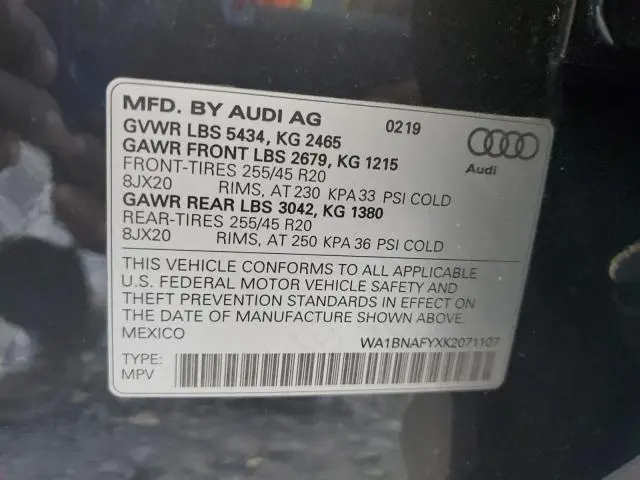 MFD. BY AUDI AG 0219
GVWR LBS 5434, KG 2465
GAWR FRONT LBS 2679, KG 1215
FRONT-TIRES 255/45 R20
8JX20 RIMS, AT 230 KPA 33 PSI COLD
GAWR REAR LBS 3042, KG 1380
REAR-TIRES 255/45 R20
8JX20 RIMS, AT 250 KPA 36 PSI COLD
Audi
THIS VEHICLE CONFORMS TO ALL APPLICABLE
U.S. FEDERAL MOTOR VEHICLE SAFETY AND
THEFT PREVENTION STANDARDS IN EFFECT ON
THE DATE OF MANUFACTURE SHOWN ABOVE.
MEXICO WA1BNAFYXK2071107
TYPE:
MPV